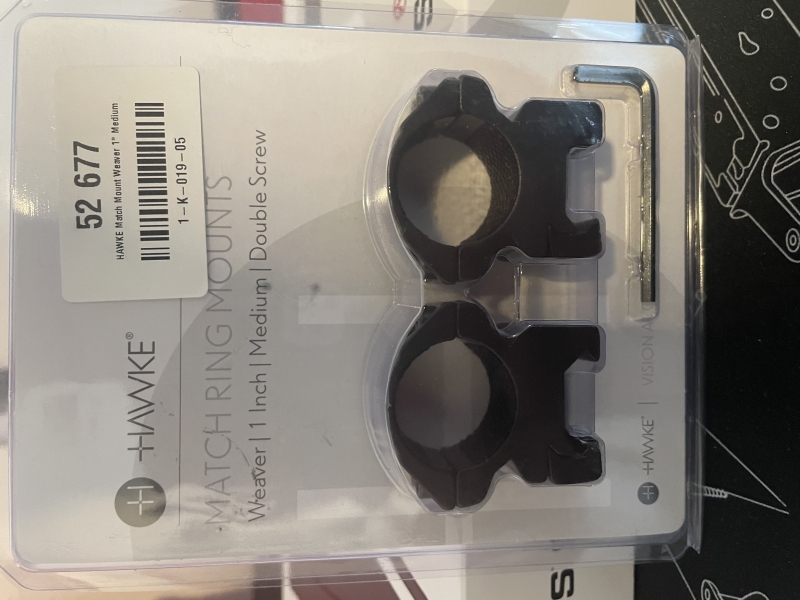 52 677
HAWKE Match Mount Weaver 1" Medium
1-K-019-05
HAWKE®
MATCH RING MOUNTS
Weaver | 1 Inch | Medium | Double Screw
HAWKE® | VISION
S
S